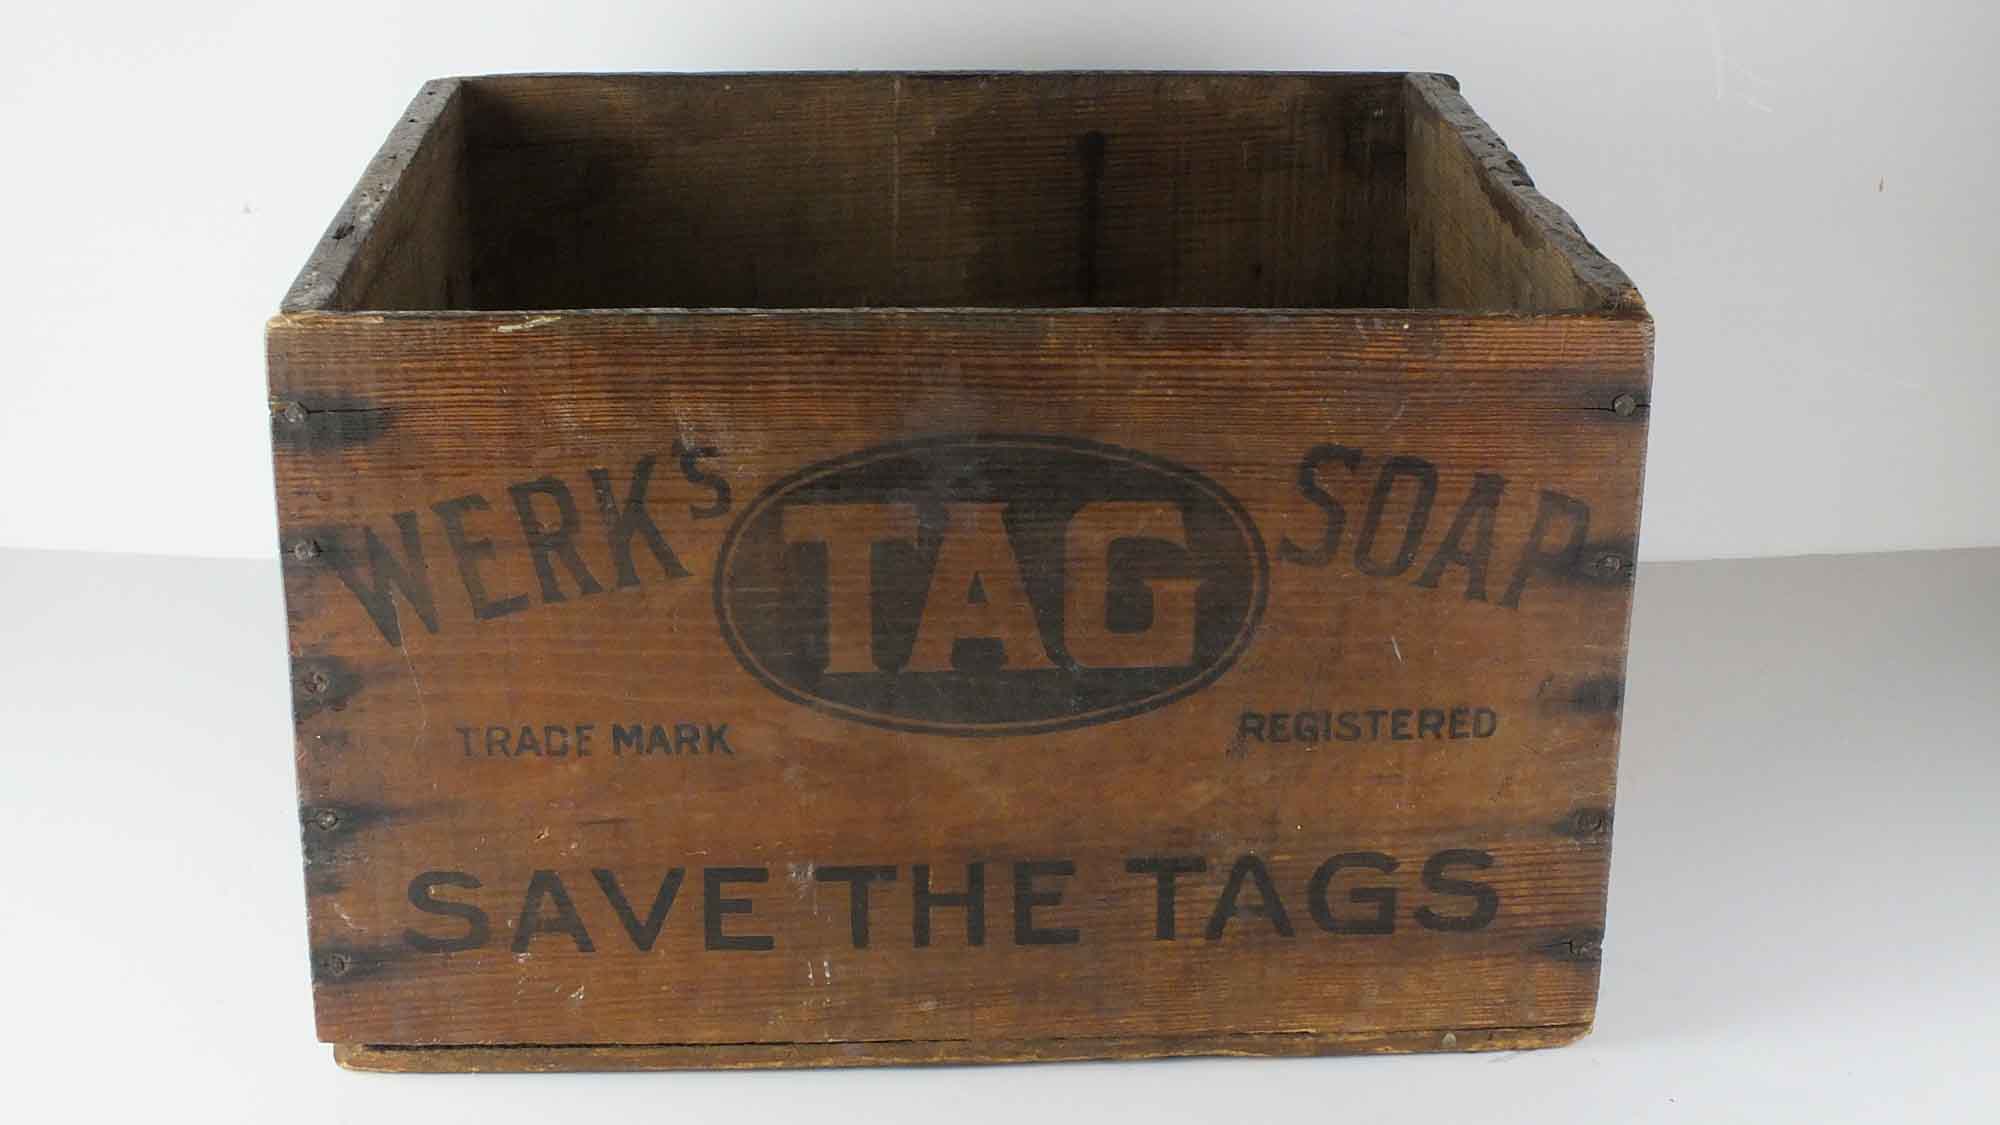 WERK'S TAG SOAP
TRADE MARK REGISTERED
SAVE THE TAGS